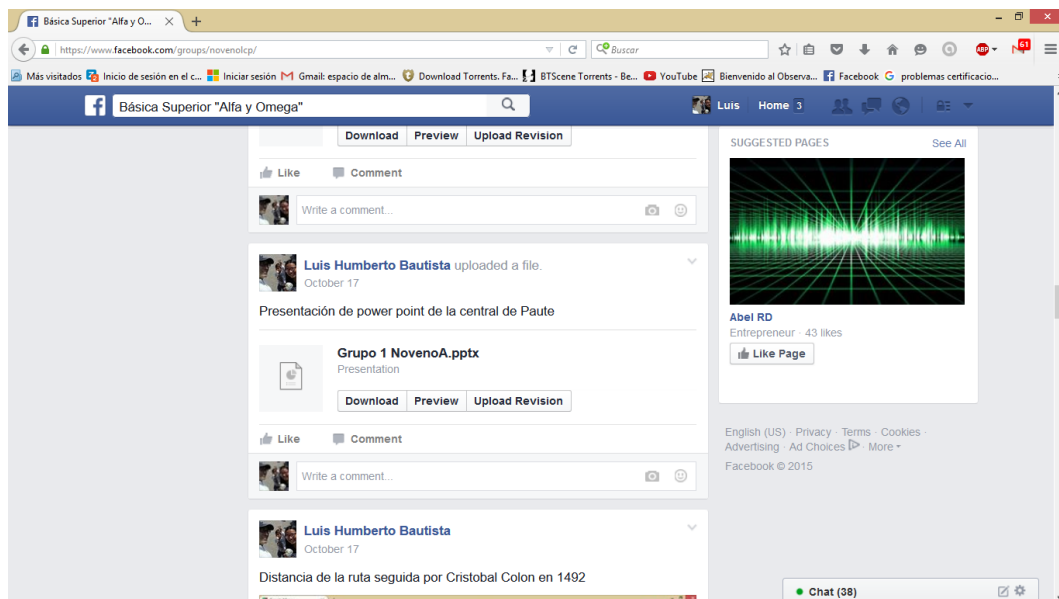 Básica Superior "Alfa y O...
https://www.facebook.com/groups/novenolcp/
Buscar
ABP
61
Más visitados
Inicio de sesión en el c...
Iniciar sesión
Gmail: espacio de alm...
Download Torrents. Fa...
BTScene Torrents - Be...
YouTube
Bienvenido al Observa...
Facebook
problemas certificacio...
Básica Superior "Alfa y Omega"
Luis
Home 3
Download
Preview
Upload Revision
Like
Comment
Write a comment...
Luis Humberto Bautista uploaded a file.
October 17
Presentación de power point de la central de Paute
Grupo 1 NovenoA.pptx
Presentation
Download
Preview
Upload Revision
Like
Comment
Write a comment...
Luis Humberto Bautista
October 17
Distancia de la ruta seguida por Cristobal Colon en 1492
SUGGESTED PAGES
See All
Abel RD
Entrepreneur · 43 likes
Like Page
English (US) · Privacy · Terms · Cookies ·
Advertising · Ad Choices · More
Facebook © 2015
Chat (38)